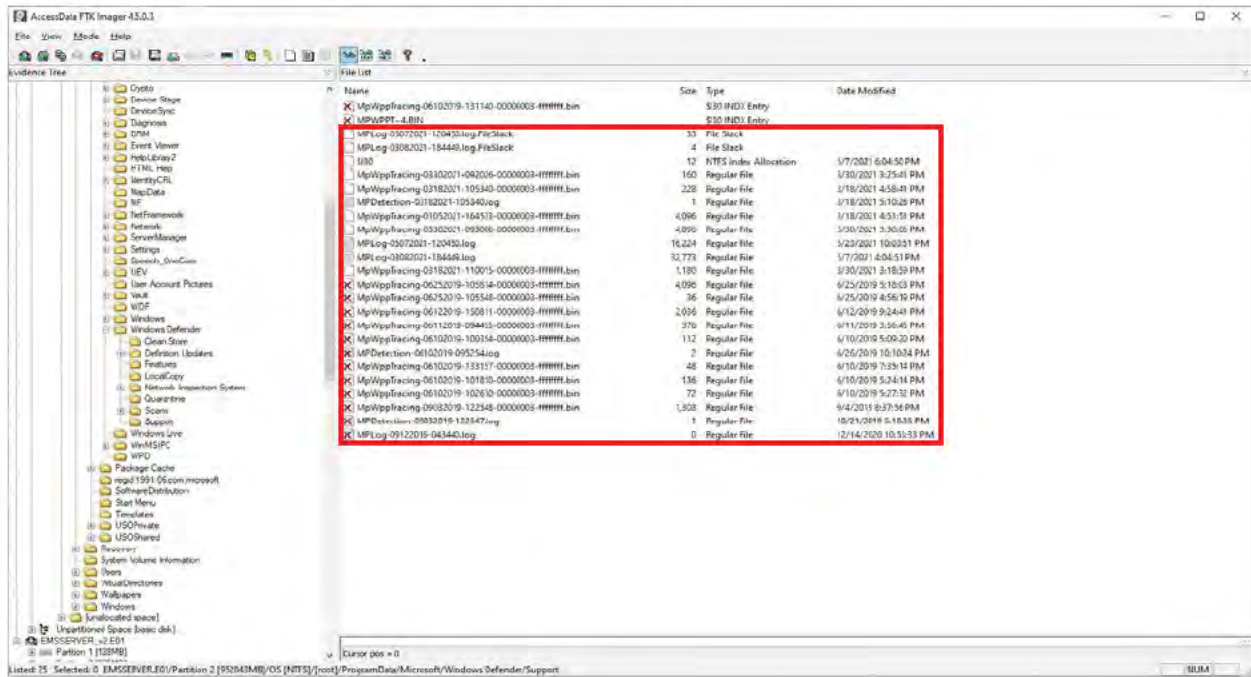 AccessData FTK Imager 4.5.0.3
File View Mode Help
Evidence Tree
Crypto
Device Stage
DeviceSync
Diagnosis
DRM
Event Viewer
HelpLibrary2
HTML Help
IdentityCRL
MapData
MF
NetFramework
Network
ServerManager
Settings
Speech_OneCore
UEV
User Account Pictures
Vault
WDF
Windows
Windows Defender
Clean Store
Definition Updates
Features
LocalCopy
Network Inspection System
Quarantine
Scans
Support
Windows Live
WinMSIPC
WPD
Package Cache
regid.1991-06.com.microsoft
SoftwareDistribution
Start Menu
Templates
USOPrivate
USOShared
Recovery
System Volume Information
Users
VirtualDirectories
Wallpapers
Windows
[unallocated space]
Unpartitioned Space [basic disk]
EMSSERVER_v2.E01
Partition 1 [128MB]
File List
Name Size Type Date Modified
MpWppTracing-06102019-131140-00000003-ffffffff.bin $I30 INDX Entry
MPWPPT~4.BIN $I30 INDX Entry
MPLog-05072021-120450.log.FileSlack 33 File Slack
MPLog-03082021-184449.log.FileSlack 4 File Slack
$I30 12 NTFS Index Allocation 5/7/2021 6:04:50 PM
MpWppTracing-03302021-092026-00000003-ffffffff.bin 160 Regular File 3/30/2021 3:25:41 PM
MpWppTracing-03182021-105340-00000003-ffffffff.bin 228 Regular File 3/18/2021 4:58:41 PM
MPDetection-03182021-105340.log 1 Regular File 3/18/2021 5:10:26 PM
MpWppTracing-01052021-164513-00000003-ffffffff.bin 4,096 Regular File 3/18/2021 4:51:51 PM
MpWppTracing-03302021-093006-00000003-ffffffff.bin 4,096 Regular File 3/30/2021 3:30:06 PM
MPLog-05072021-120450.log 16,224 Regular File 5/23/2021 10:03:51 PM
MPLog-03082021-184449.log 32,773 Regular File 5/7/2021 4:04:51 PM
MpWppTracing-03182021-110015-00000003-ffffffff.bin 1,180 Regular File 3/30/2021 3:18:59 PM
MpWppTracing-06252019-105614-00000003-ffffffff.bin 4,096 Regular File 6/25/2019 5:18:03 PM
MpWppTracing-06252019-105548-00000003-ffffffff.bin 36 Regular File 6/25/2019 4:56:19 PM
MpWppTracing-06122019-150811-00000003-ffffffff.bin 2,036 Regular File 6/12/2019 9:24:41 PM
MpWppTracing-06112019-094455-00000003-ffffffff.bin 376 Regular File 6/11/2019 3:56:45 PM
MpWppTracing-06102019-100354-00000003-ffffffff.bin 112 Regular File 6/10/2019 5:09:20 PM
MPDetection-06102019-095254.log 2 Regular File 6/26/2019 10:10:34 PM
MpWppTracing-06102019-133157-00000003-ffffffff.bin 48 Regular File 6/10/2019 7:35:14 PM
MpWppTracing-06102019-101810-00000003-ffffffff.bin 136 Regular File 6/10/2019 5:24:14 PM
MpWppTracing-06102019-102610-00000003-ffffffff.bin 72 Regular File 6/10/2019 5:27:32 PM
MpWppTracing-09032019-122548-00000003-ffffffff.bin 1,308 Regular File 9/4/2019 8:37:56 PM
MPDetection-09032019-122547.log 1 Regular File 10/21/2019
MPLog-09122016-043440.log 0 Regular File 12/14/2020 10:53:33 PM
Cursor pos = 0
Listed: 25 Selected: 0 EMSSERVER.E01/Partition 2 [952843MB]/OS [NTFS]/[root]/ProgramData/Microsoft/Windows Defender/Support
NUM